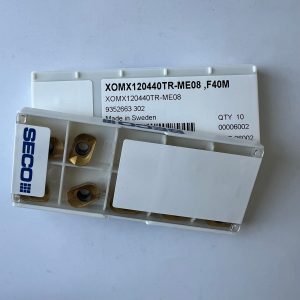 XOMX120440TR-ME08 ,F40M
XOMX120440TR-ME08
9352663 302
Made in Sweden
QTY 10
00006002
SECO